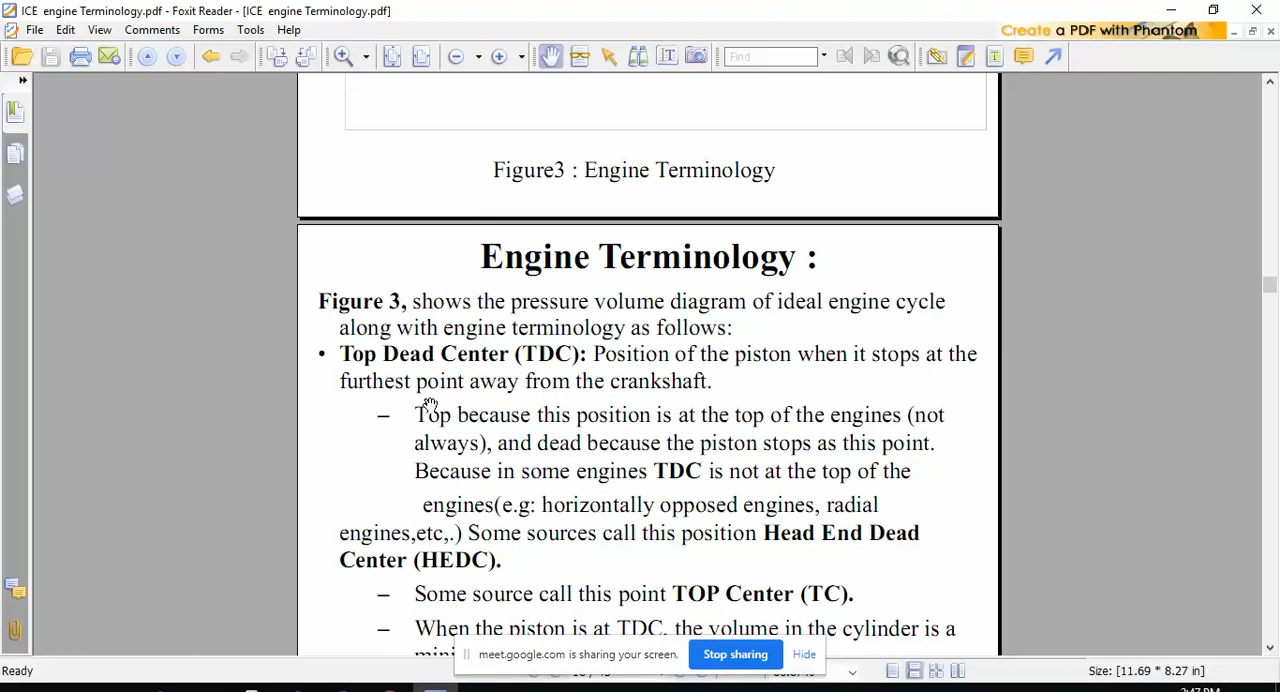 ICE engine Terminology.pdf - Foxit Reader - [ICE engine Terminology.pdf]
File Edit View Comments Forms Tools Help
Create a PDF with Phantom
Find
Figure3 : Engine Terminology
Engine Terminology :
Figure 3, shows the pressure volume diagram of ideal engine cycle
along with engine terminology as follows:
• Top Dead Center (TDC): Position of the piston when it stops at the
furthest point away from the crankshaft.
– Top because this position is at the top of the engines (not
always), and dead because the piston stops as this point.
Because in some engines TDC is not at the top of the
engines(e.g: horizontally opposed engines, radial
engines,etc,.) Some sources call this position Head End Dead
Center (HEDC).
– Some source call this point TOP Center (TC).
– When the piston is at TDC, the volume in the cylinder is a
meet.google.com is sharing your screen. Stop sharing Hide
Ready Size: [11.69 * 8.27 in]
2:47 PM